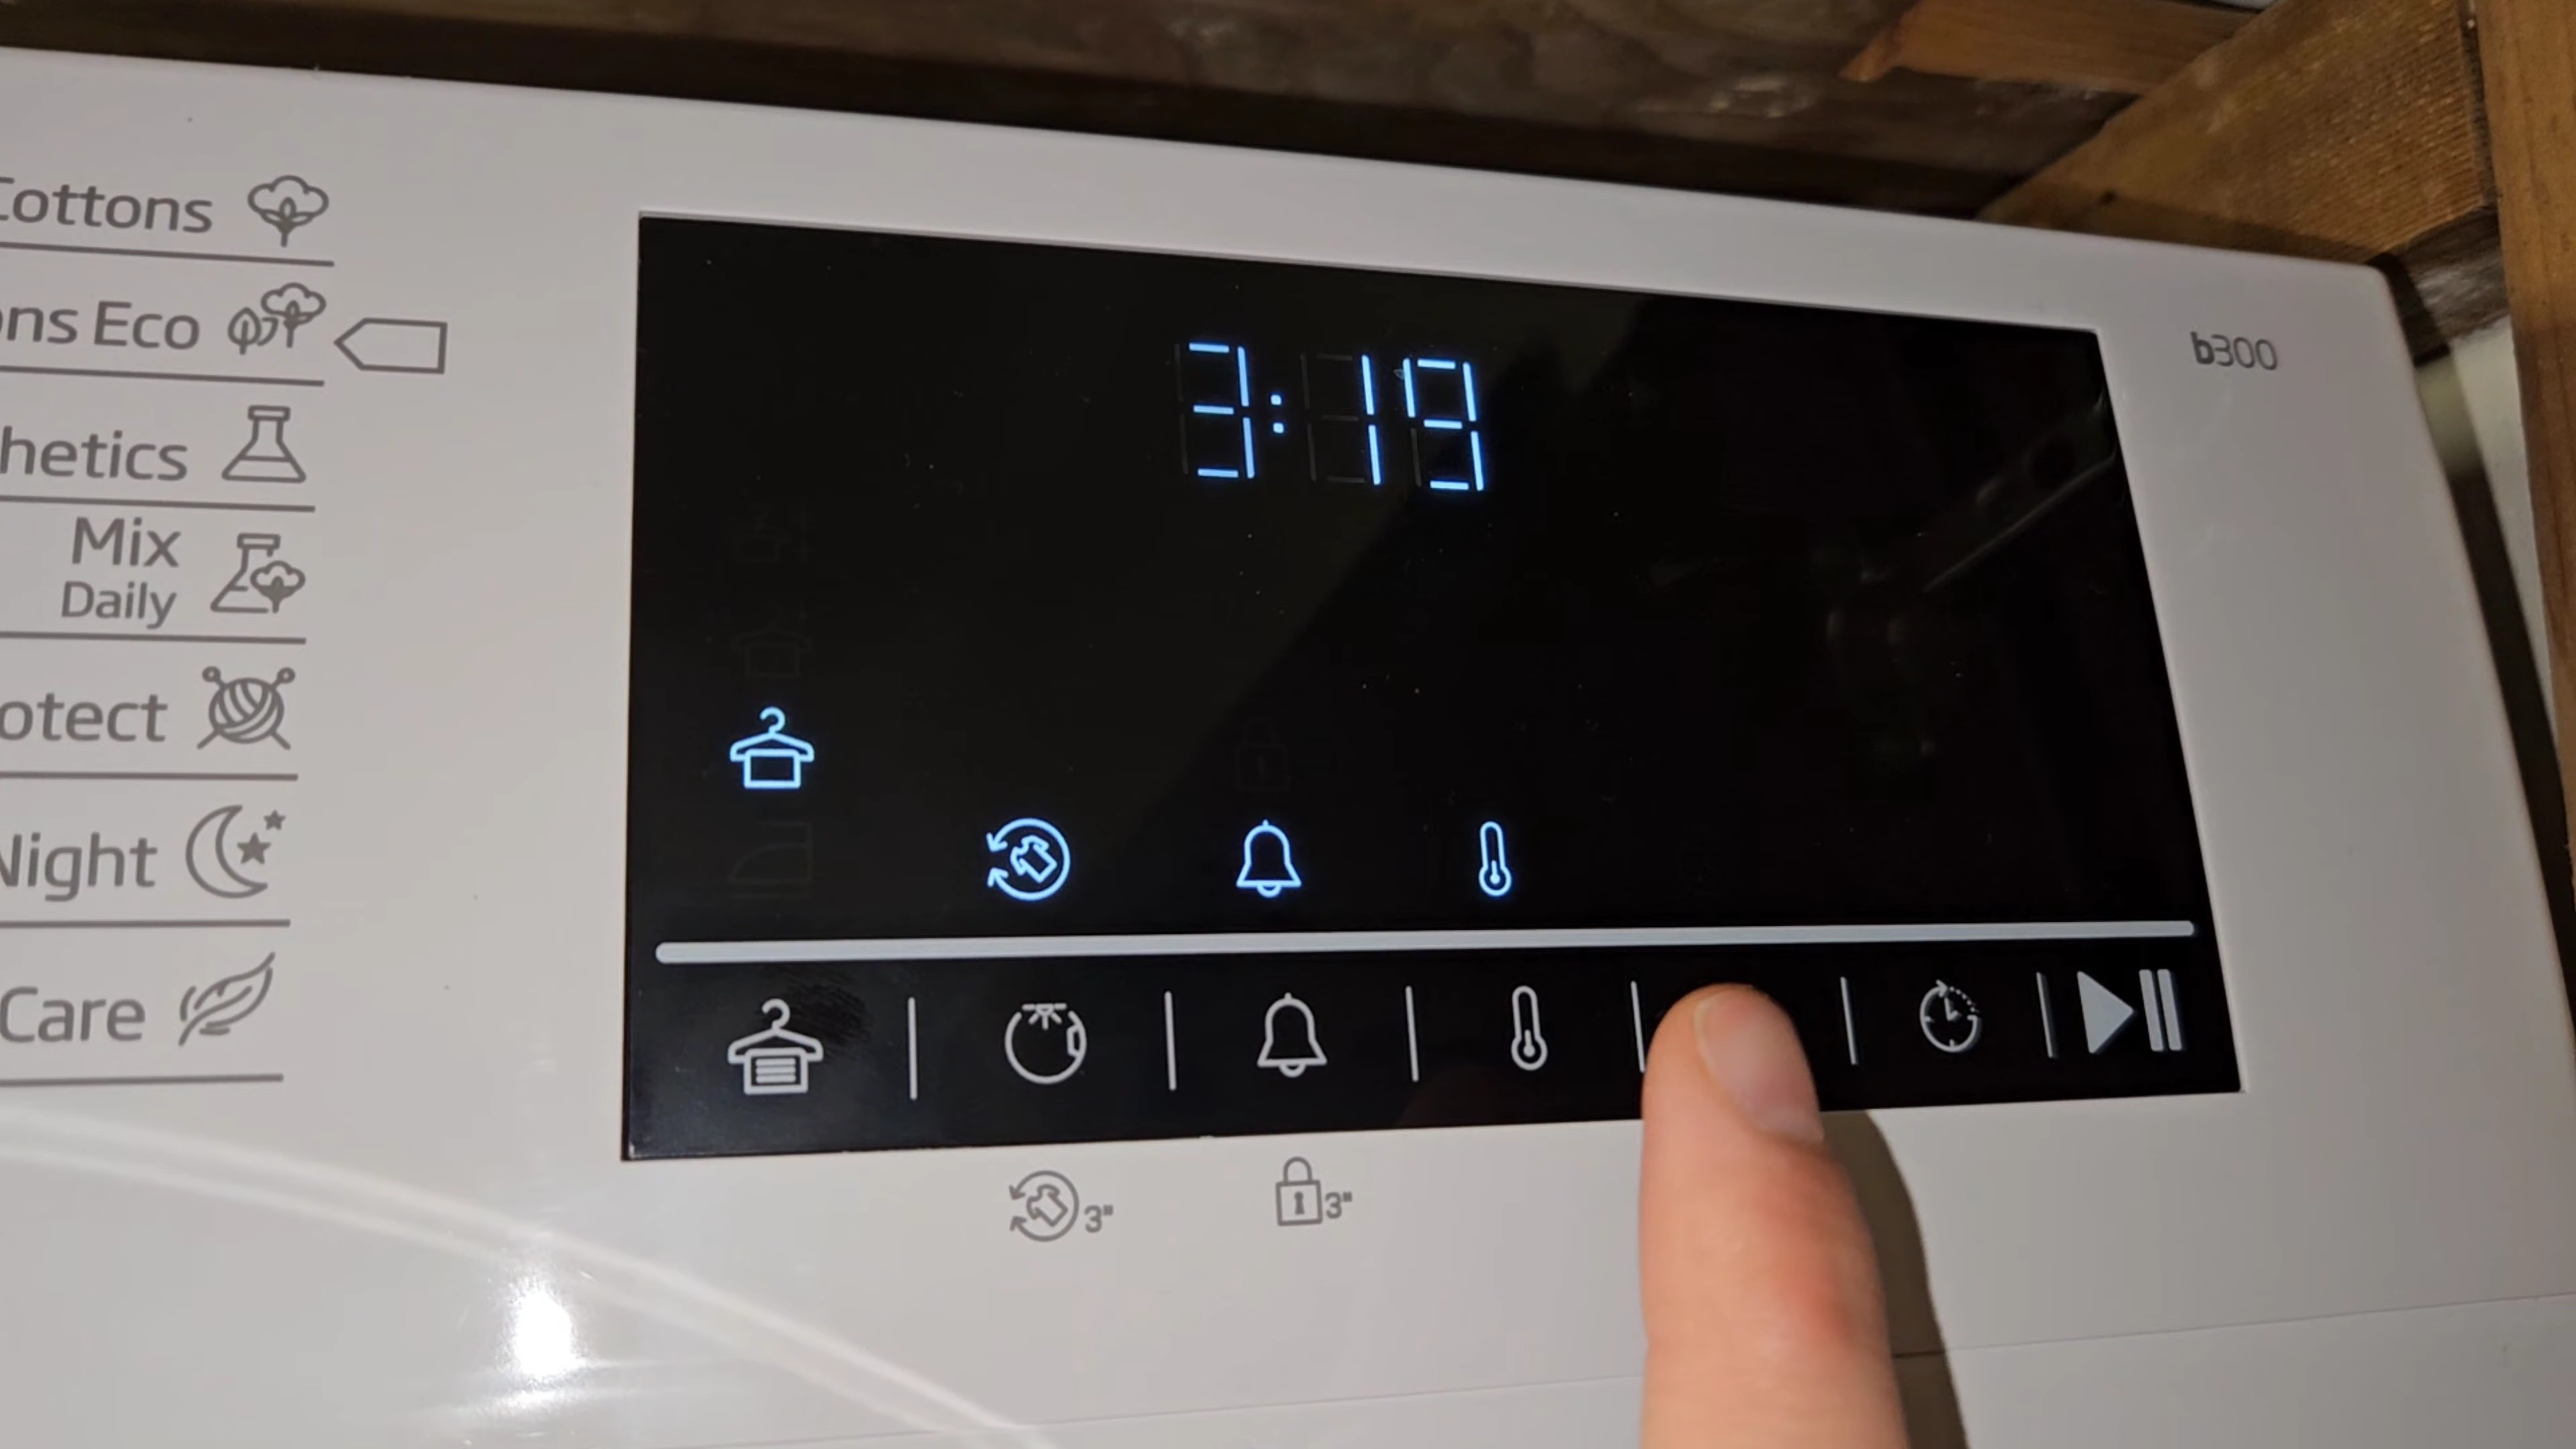 Cottons
ons Eco
hetics
Mix
Daily
otect
Night
Care
3:19
b300
3"
3"